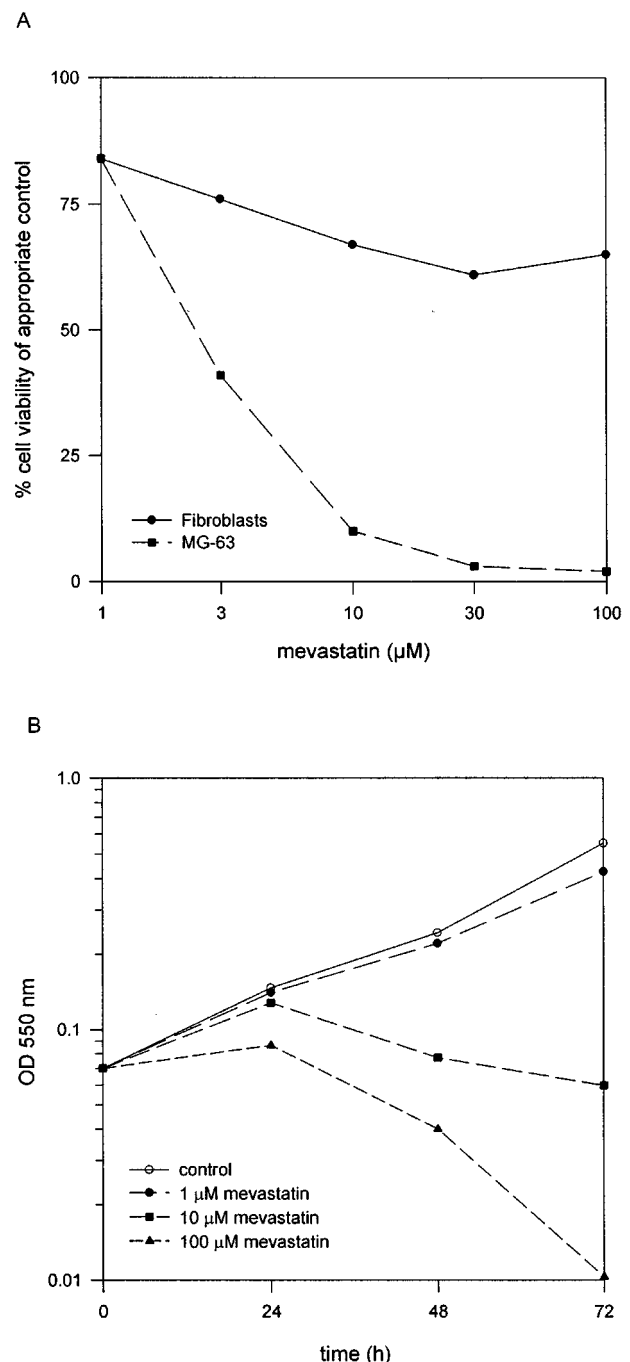 A
100
75
50
25
0
% cell viability of appropriate control
Fibroblasts
MG-63
1 3 10 30 100
mevastatin (µM)
B
1.0
0.1
0.01
OD 550 nm
control
1 µM mevastatin
10 µM mevastatin
100 µM mevastatin
0 24 48 72
time (h)